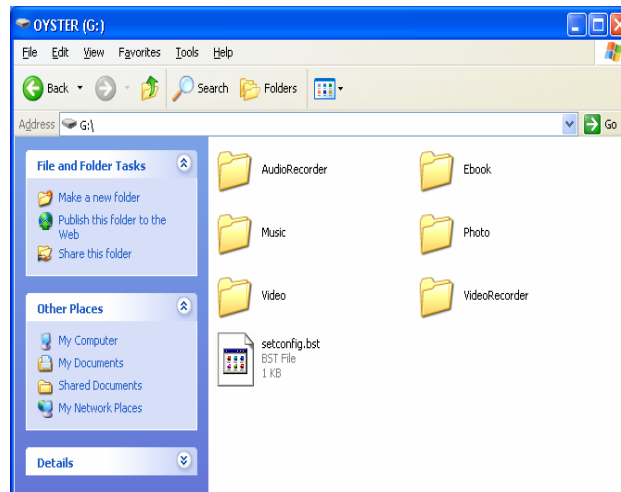 OYSTER (G:)
File Edit View Favorites Tools Help
Back Search Folders
Address G:\ Go
File and Folder Tasks
Make a new folder
Publish this folder to the
Web
Share this folder
Other Places
My Computer
My Documents
Shared Documents
My Network Places
Details
AudioRecorder Ebook
Music Photo
Video VideoRecorder
setconfig.bst
BST File
1 KB